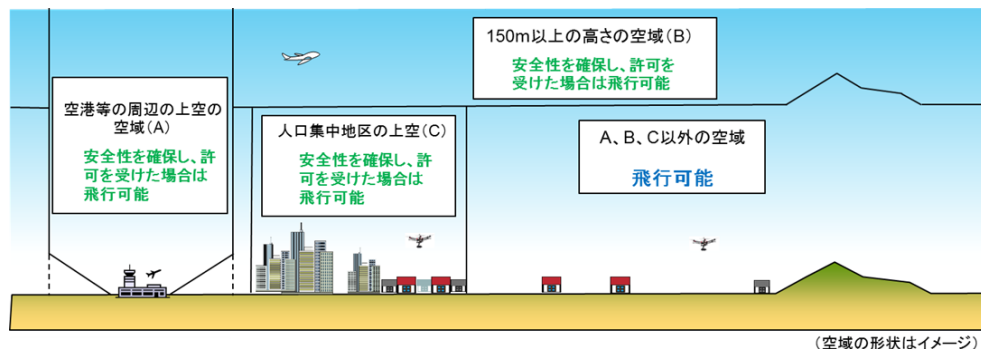 150m以上の高さの空域(B)
安全性を確保し、許可を
受けた場合は飛行可能
空港等の周辺の上空の
空域(A)
安全性を確保し、許
可を受けた場合は
飛行可能
人口集中地区の上空(C)
安全性を確保し、許
可を受けた場合は
飛行可能
A、B、C以外の空域
飛行可能
(空域の形状はイメージ)